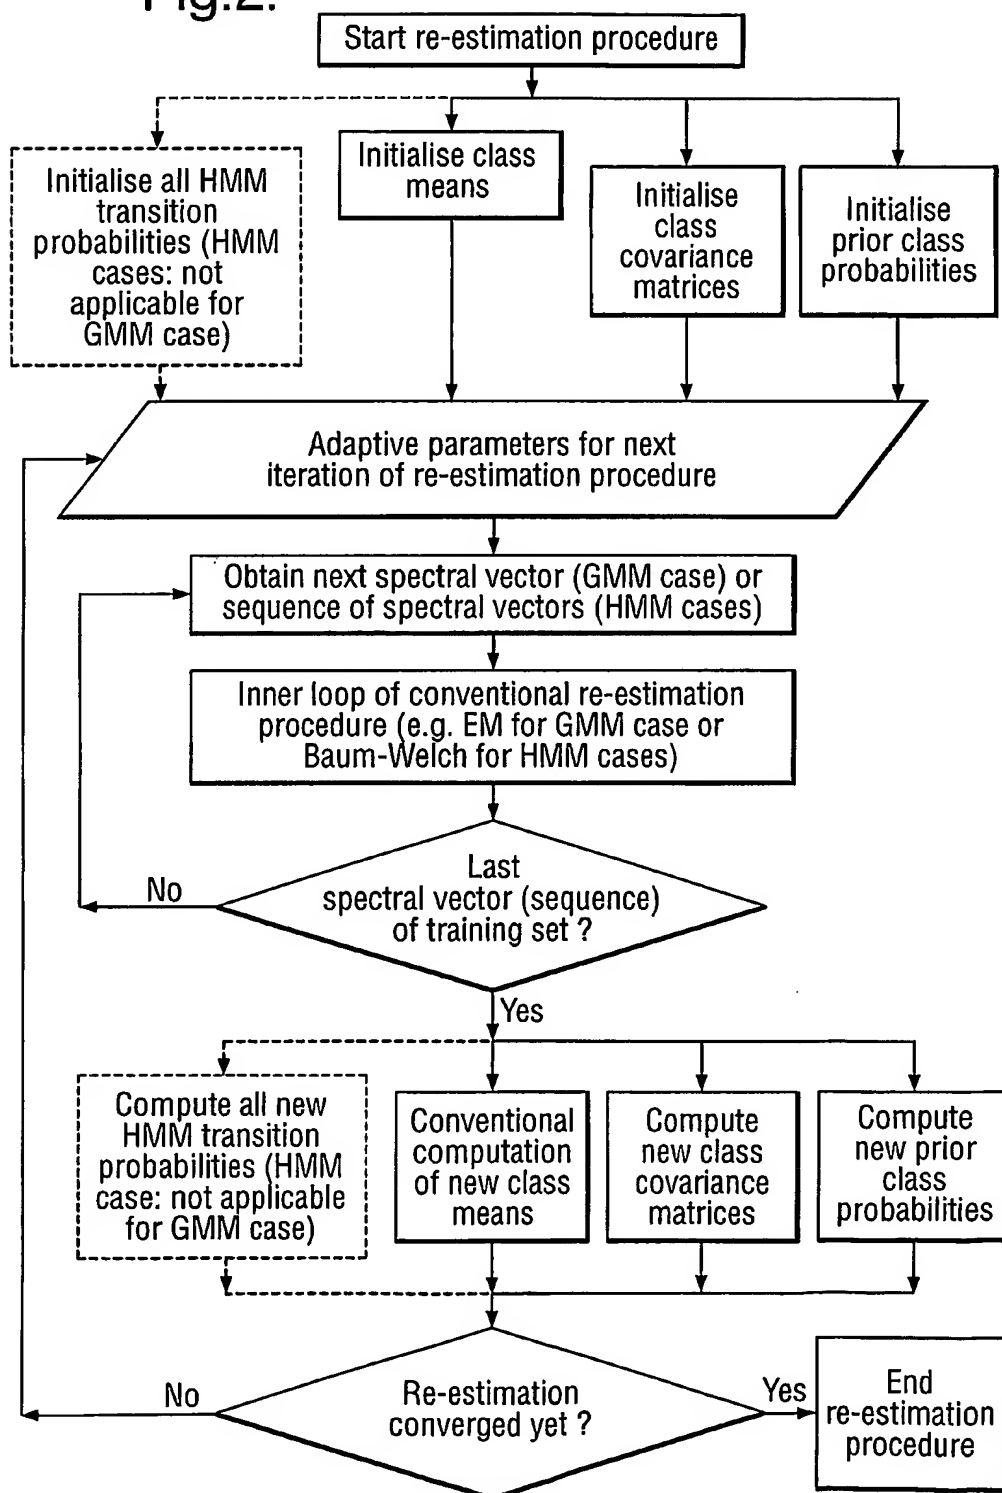 Fig.2.
Start re-estimation procedure
Initialise all HMM
transition
probabilities (HMM
cases: not
applicable for
GMM case)
Initialise class
means
Initialise
class
covariance
matrices
Initialise
prior class
probabilities
Adaptive parameters for next
iteration of re-estimation procedure
Obtain next spectral vector (GMM case) or
sequence of spectral vectors (HMM cases)
Inner loop of conventional re-estimation
procedure (e.g. EM for GMM case or
Baum-Welch for HMM cases)
Last
spectral vector (sequence)
of training set ?
No
Yes
Compute all new
HMM transition
probabilities (HMM
case: not applicable
for GMM case)
Conventional
computation
of new class
means
Compute
new class
covariance
matrices
Compute
new prior
class
probabilities
Re-estimation
converged yet ?
No
Yes
End
re-estimation
procedure